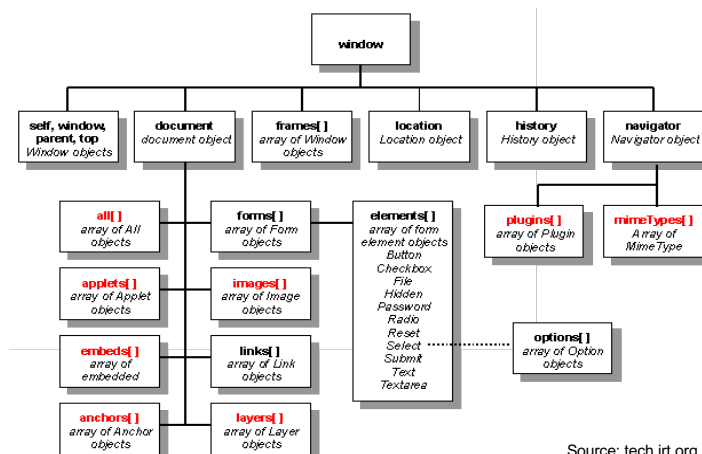 window
self, window,
parent, top
Window objects
document
document object
frames[ ]
array of Window
objects
location
Location object
history
History object
navigator
Navigator object
all[ ]
array of All
objects
forms[ ]
array of Form
objects
elements[ ]
array of form
element objects
Button
Checkbox
File
Hidden
Password
Radio
Reset
Select
Submit
Text
Textarea
plugins[ ]
array of Plugin
objects
mimeTypes[ ]
Array of
MimeType
applets[ ]
array of Applet
objects
images[ ]
array of Image
objects
options[ ]
array of Option
objects
embeds[ ]
array of
embedded
links[ ]
array of Link
objects
anchors[ ]
array of Anchor
objects
layers[ ]
array of Layer
objects
Source: tech.irt.org